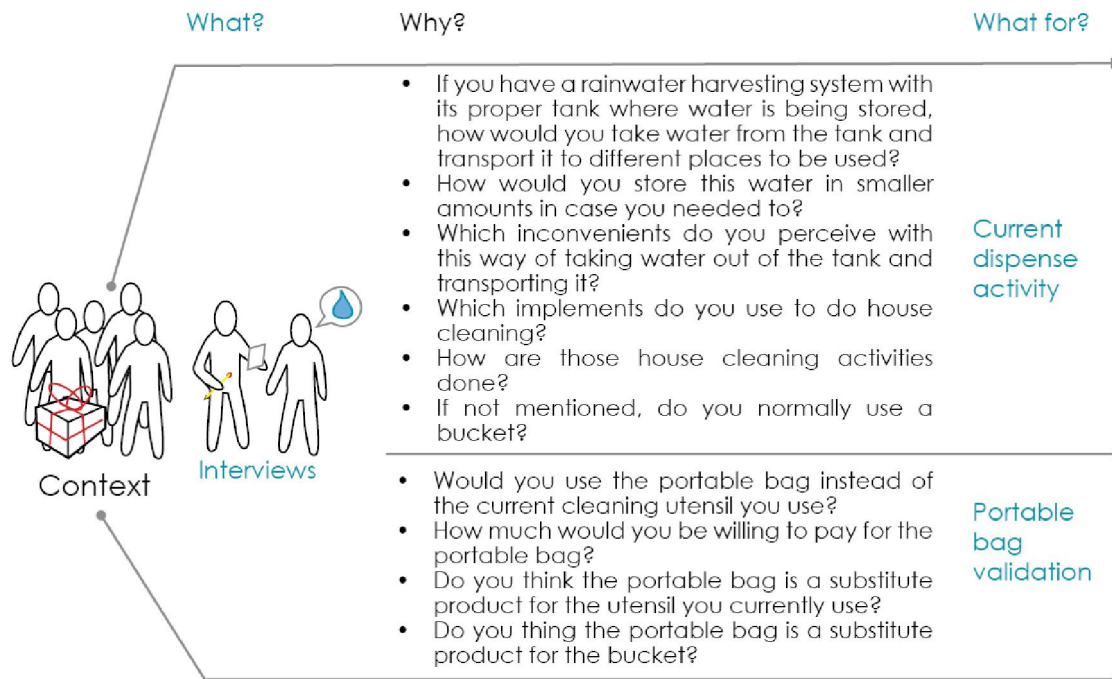 What?
Why?
What for?
• If you have a rainwater harvesting system with
its proper tank where water is being stored,
how would you take water from the tank and
transport it to different places to be used?
• How would you store this water in smaller
amounts in case you needed to?
• Which inconvenients do you perceive with
this way of taking water out of the tank and
transporting it?
• Which implements do you use to do house
cleaning?
• How are those house cleaning activities
done?
• If not mentioned, do you normally use a
bucket?
Current
dispense
activity
Interviews
Context
• Would you use the portable bag instead of
the current cleaning utensil you use?
• How much would you be willing to pay for the
portable bag?
• Do you think the portable bag is a substitute
product for the utensil you currently use?
• Do you thing the portable bag is a substitute
product for the bucket?
Portable
bag
validation